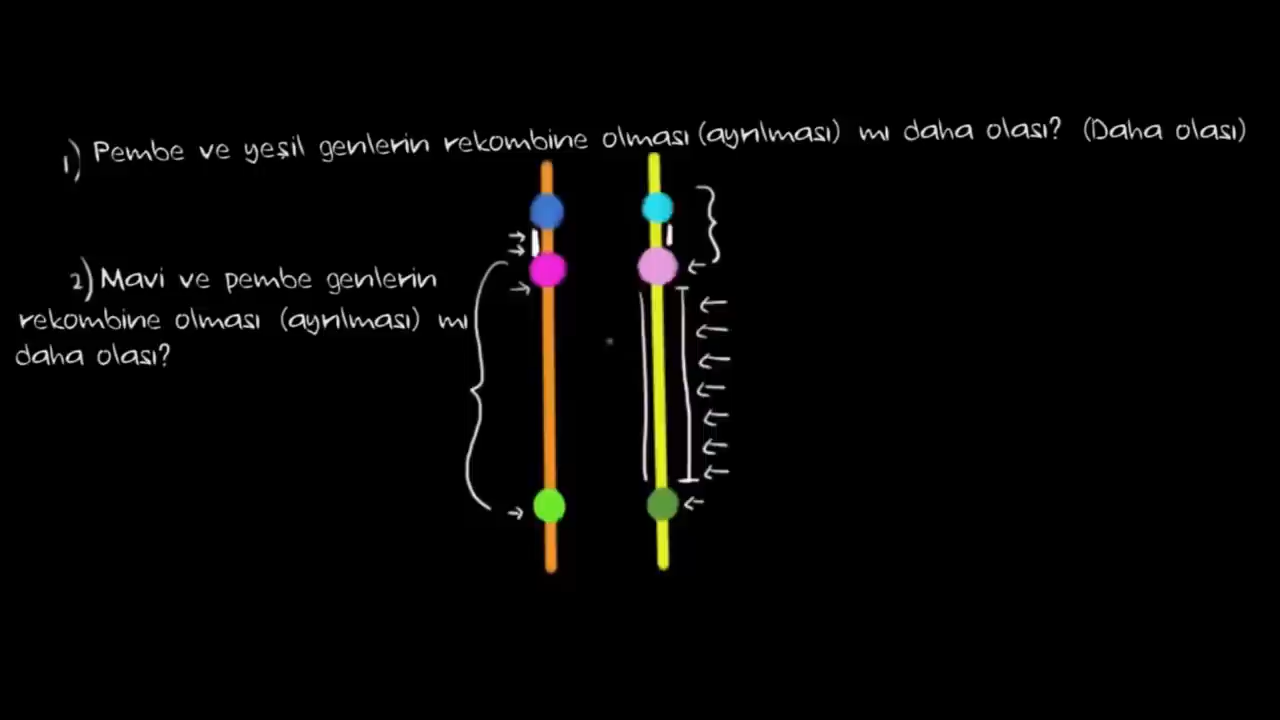 1) Pembe ve yeşil genlerin rekombine olması (ayrılması) mı daha olası? (Daha olası)
2) Mavi ve pembe genlerin
rekombine olması (ayrılması) mı
daha olası?